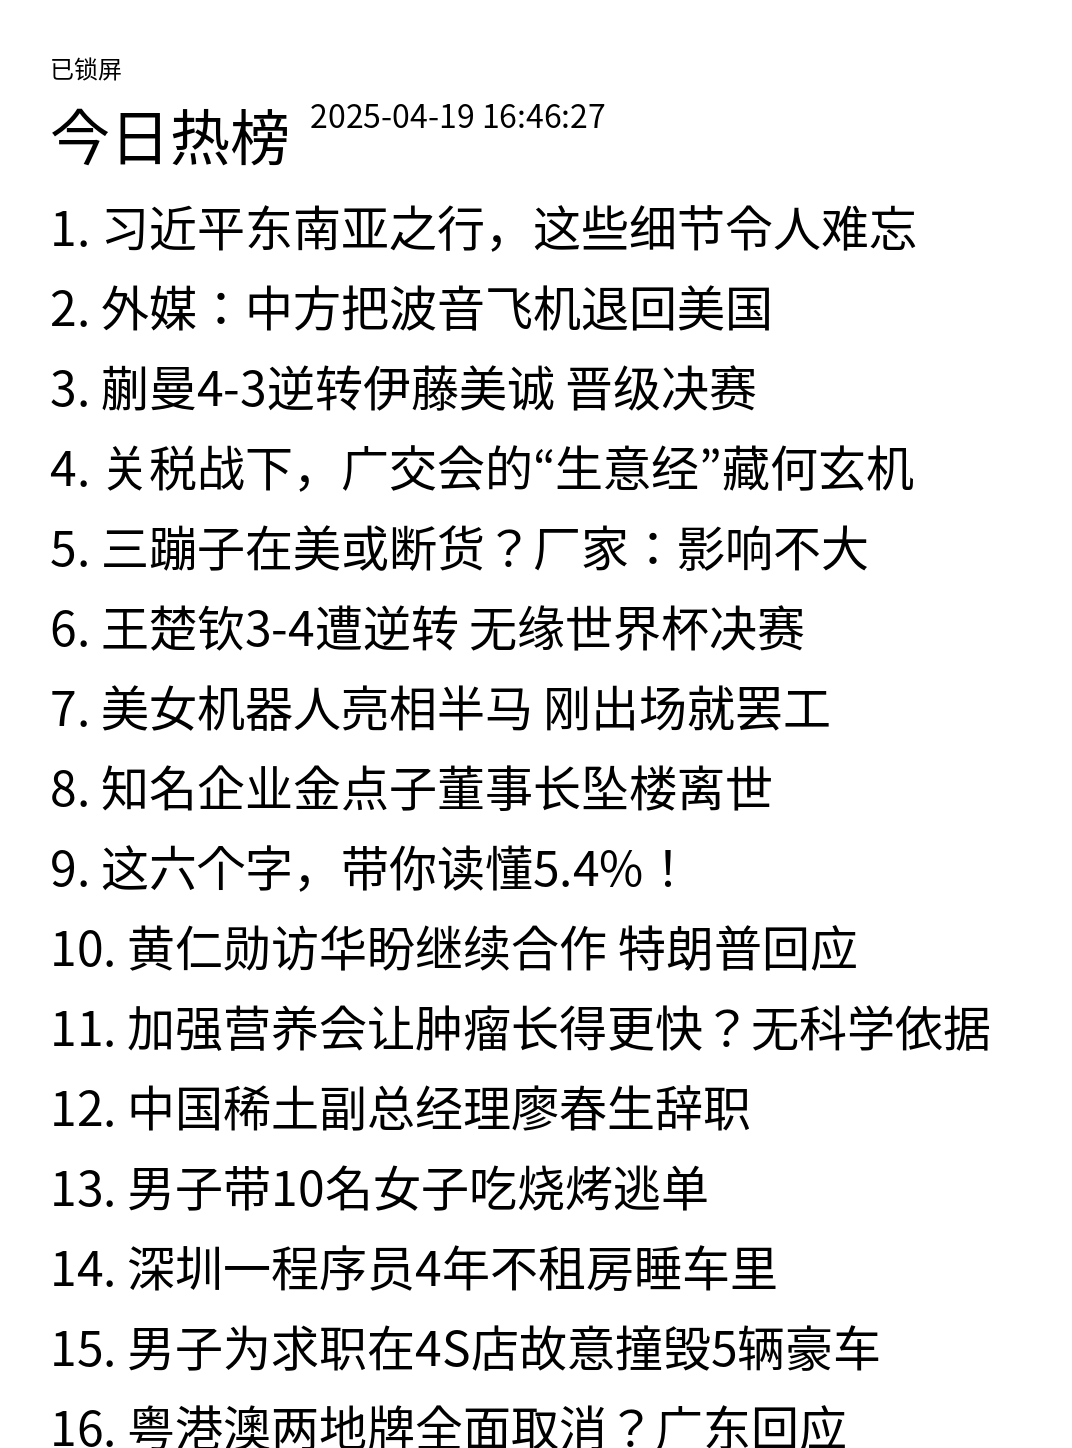 已锁屏
今日热榜 2025-04-19 16:46:27
1. 习近平东南亚之行，这些细节令人难忘
2. 外媒：中方把波音飞机退回美国
3. 蒯曼4-3逆转伊藤美诚 晋级决赛
4. 关税战下，广交会的“生意经”藏何玄机
5. 三蹦子在美或断货？厂家：影响不大
6. 王楚钦3-4遭逆转 无缘世界杯决赛
7. 美女机器人亮相半马 刚出场就罢工
8. 知名企业金点子董事长坠楼离世
9. 这六个字，带你读懂5.4%！
10. 黄仁勋访华盼继续合作 特朗普回应
11. 加强营养会让肿瘤长得更快？无科学依据
12. 中国稀土副总经理廖春生辞职
13. 男子带10名女子吃烧烤逃单
14. 深圳一程序员4年不租房睡车里
15. 男子为求职在4S店故意撞毁5辆豪车
16. 粤港澳两地牌全面取消？广东回应